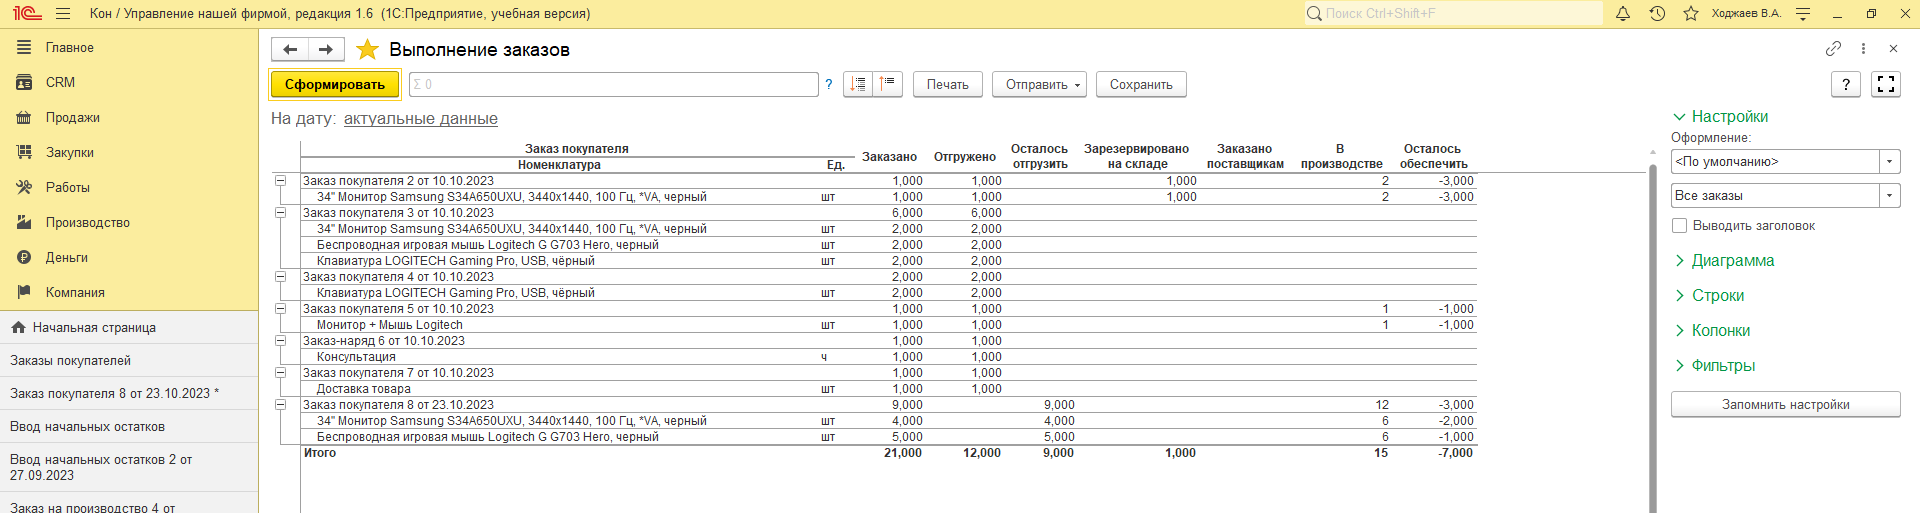 1С Кон / Управление нашей фирмой, редакция 1.6 (1С:Предприятие, учебная версия) Поиск Ctrl+Shift+F Ходжаев В.А.
Главное
CRM
Продажи
Закупки
Работы
Производство
Деньги
Компания
Начальная страница
Заказы покупателей
Заказ покупателя 8 от 23.10.2023 *
Ввод начальных остатков
Ввод начальных остатков 2 от
27.09.2023
Заказ на производство 4 от
Выполнение заказов
Сформировать Σ 0 ? Печать Отправить Сохранить ?
На дату: актуальные данные
Заказ покупателя Заказано Отгружено Осталось отгрузить Зарезервировано на складе Заказано поставщикам В производстве Осталось обеспечить
Номенклатура Ед.
Заказ покупателя 2 от 10.10.2023 1,000 1,000 1,000 2 -3,000
34" Монитор Samsung S34A650UXU, 3440x1440, 100 Гц, *VA, черный шт 1,000 1,000 1,000 2 -3,000
Заказ покупателя 3 от 10.10.2023 6,000 6,000
34" Монитор Samsung S34A650UXU, 3440x1440, 100 Гц, *VA, черный шт 2,000 2,000
Беспроводная игровая мышь Logitech G G703 Hero, черный шт 2,000 2,000
Клавиатура LOGITECH Gaming Pro, USB, чёрный шт 2,000 2,000
Заказ покупателя 4 от 10.10.2023 2,000 2,000
Клавиатура LOGITECH Gaming Pro, USB, чёрный шт 2,000 2,000
Заказ покупателя 5 от 10.10.2023 1,000 1,000 1 -1,000
Монитор + Мышь Logitech шт 1,000 1,000 1 -1,000
Заказ-наряд 6 от 10.10.2023 1,000 1,000
Консультация ч 1,000 1,000
Заказ покупателя 7 от 10.10.2023 1,000 1,000
Доставка товара шт 1,000 1,000
Заказ покупателя 8 от 23.10.2023 9,000 9,000 12 -3,000
34" Монитор Samsung S34A650UXU, 3440x1440, 100 Гц, *VA, черный шт 4,000 4,000 6 -2,000
Беспроводная игровая мышь Logitech G G703 Hero, черный шт 5,000 5,000 6 -1,000
Итого 21,000 12,000 9,000 1,000 15 -7,000
Настройки
Оформление:
<По умолчанию>
Все заказы
Выводить заголовок
Диаграмма
Строки
Колонки
Фильтры
Запомнить настройки